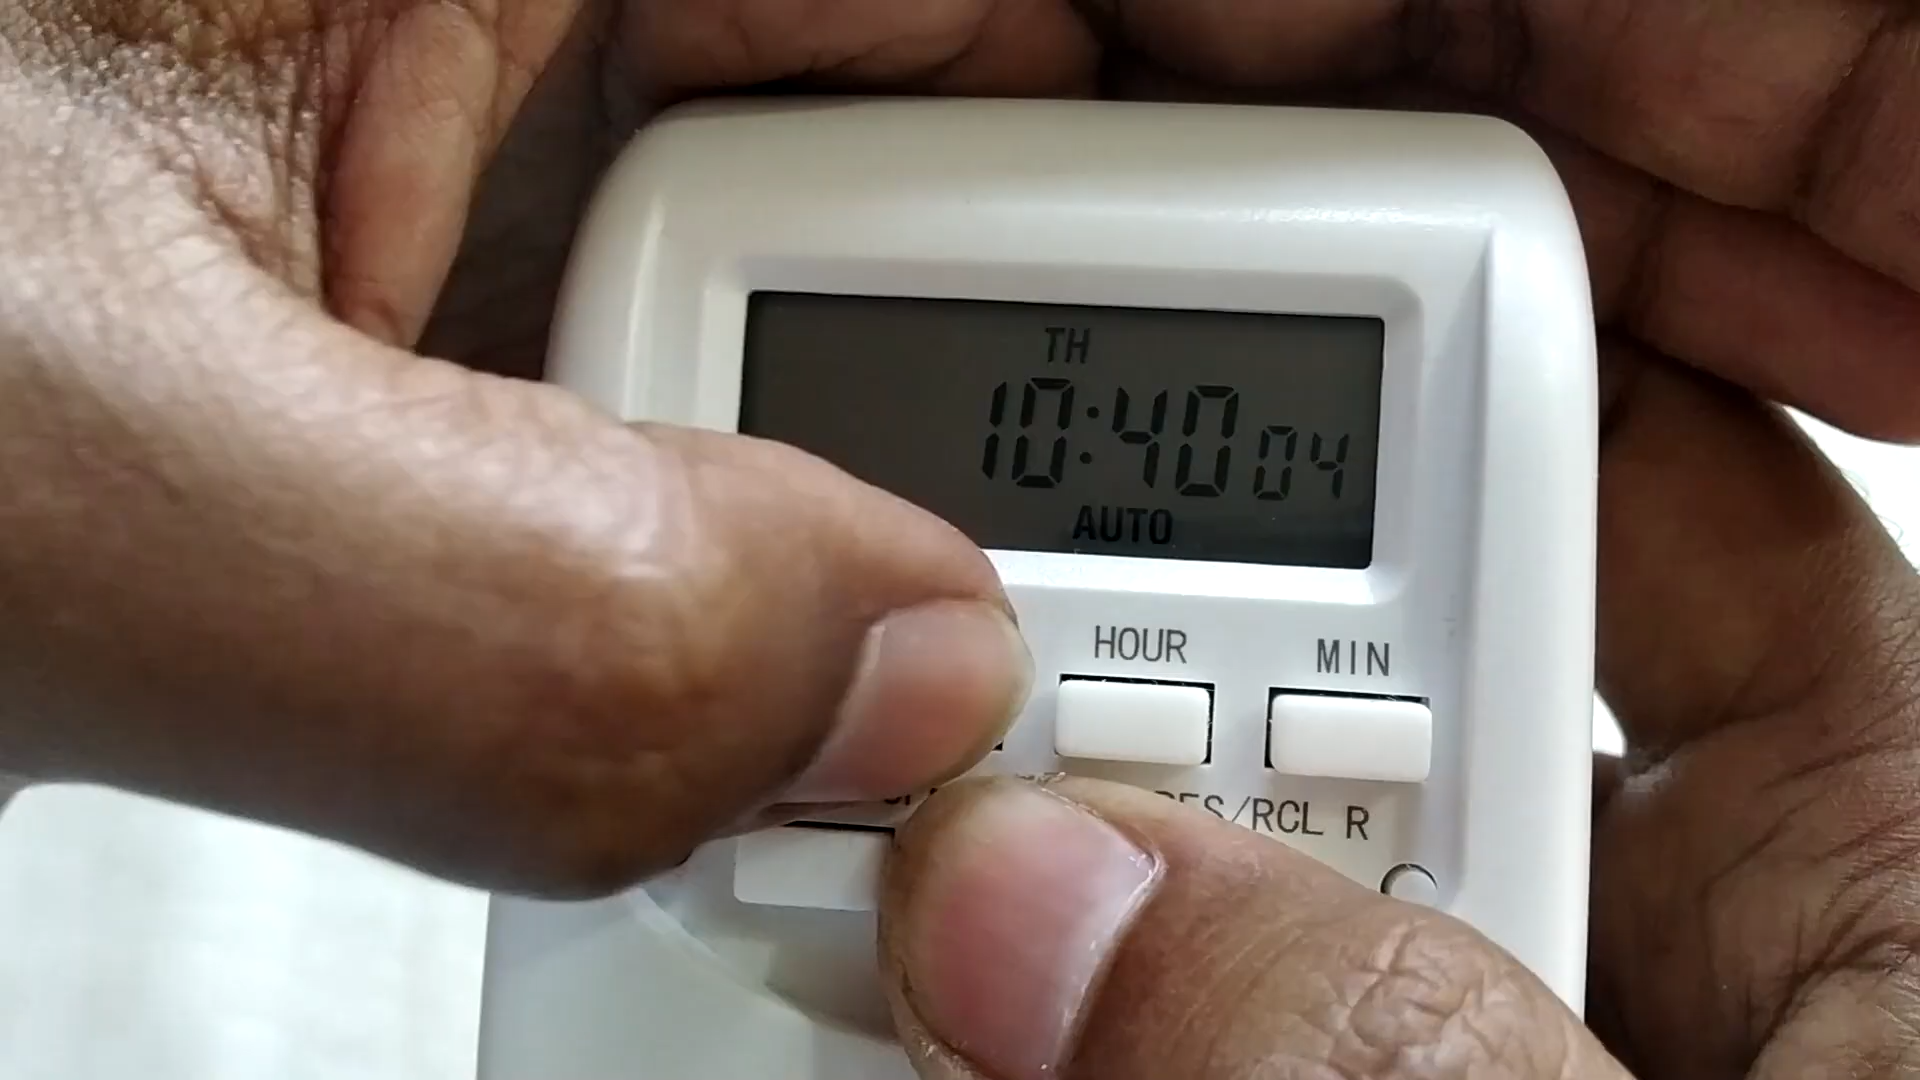 TH
10:40 04
AUTO
HOUR MIN
RES/RCL R